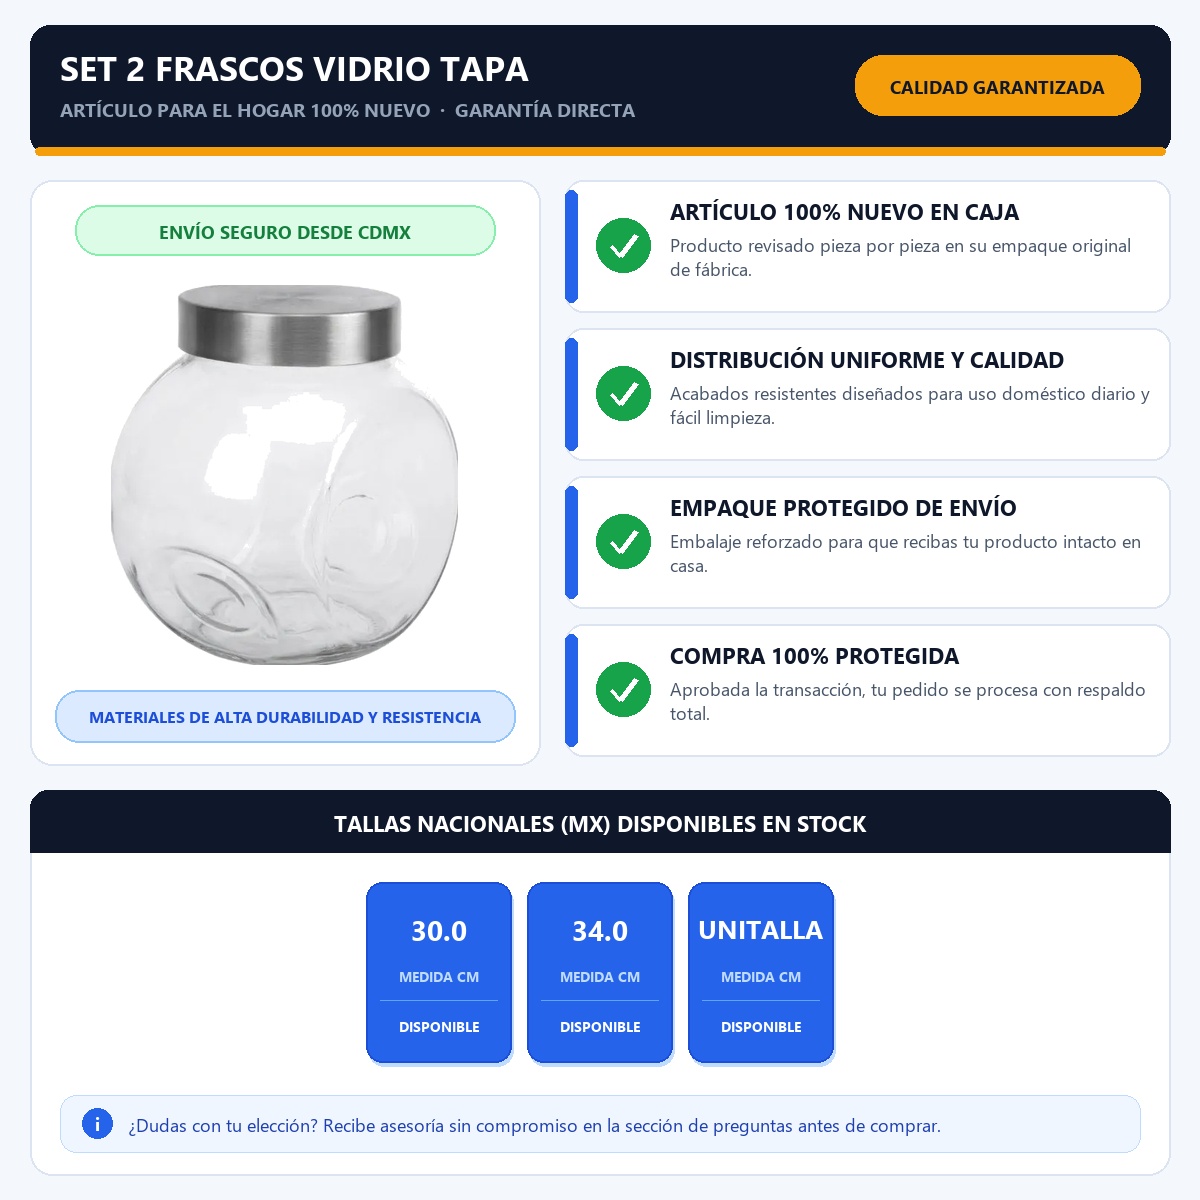 SET 2 FRASCOS VIDRIO TAPA
ARTÍCULO PARA EL HOGAR 100% NUEVO · GARANTÍA DIRECTA
CALIDAD GARANTIZADA
ENVÍO SEGURO DESDE CDMX
MATERIALES DE ALTA DURABILIDAD Y RESISTENCIA
ARTÍCULO 100% NUEVO EN CAJA
Producto revisado pieza por pieza en su empaque original
de fábrica.
DISTRIBUCIÓN UNIFORME Y CALIDAD
Acabados resistentes diseñados para uso doméstico diario y
fácil limpieza.
EMPAQUE PROTEGIDO DE ENVÍO
Embalaje reforzado para que recibas tu producto intacto en
casa.
COMPRA 100% PROTEGIDA
Aprobada la transacción, tu pedido se procesa con respaldo
total.
TALLAS NACIONALES (MX) DISPONIBLES EN STOCK
30.0
MEDIDA CM
DISPONIBLE
34.0
MEDIDA CM
DISPONIBLE
UNITALLA
MEDIDA CM
DISPONIBLE
¿Dudas con tu elección? Recibe asesoría sin compromiso en la sección de preguntas antes de comprar.